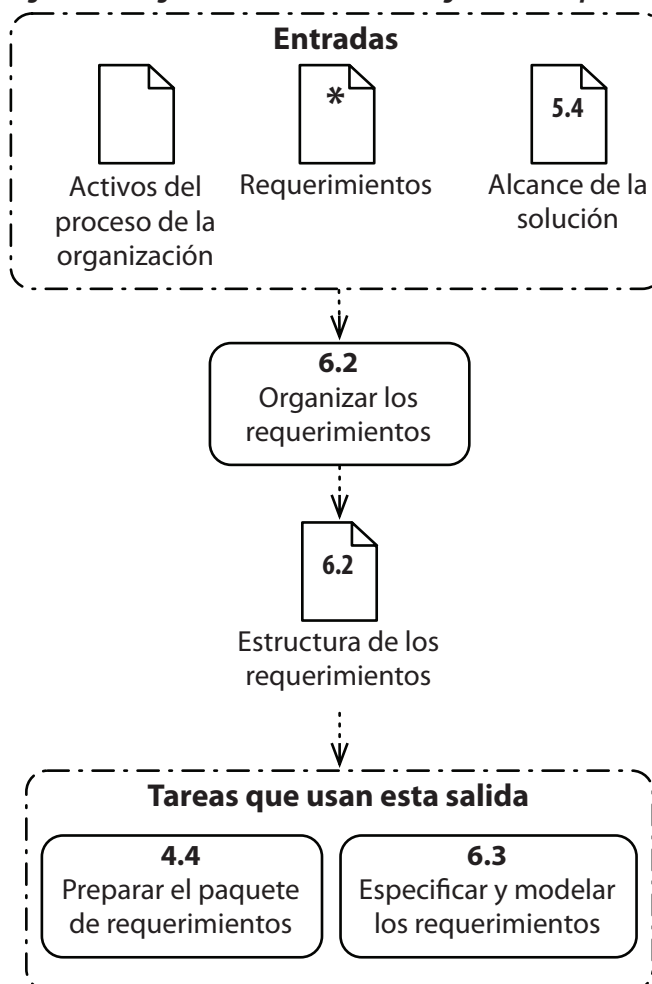 Entradas
*
5.4
Activos del
proceso de la
organización
Requerimientos
Alcance de la
solución
6.2
Organizar los
requerimientos
6.2
Estructura de los
requerimientos
Tareas que usan esta salida
4.4
Preparar el paquete
de requerimientos
6.3
Especificar y modelar
los requerimientos